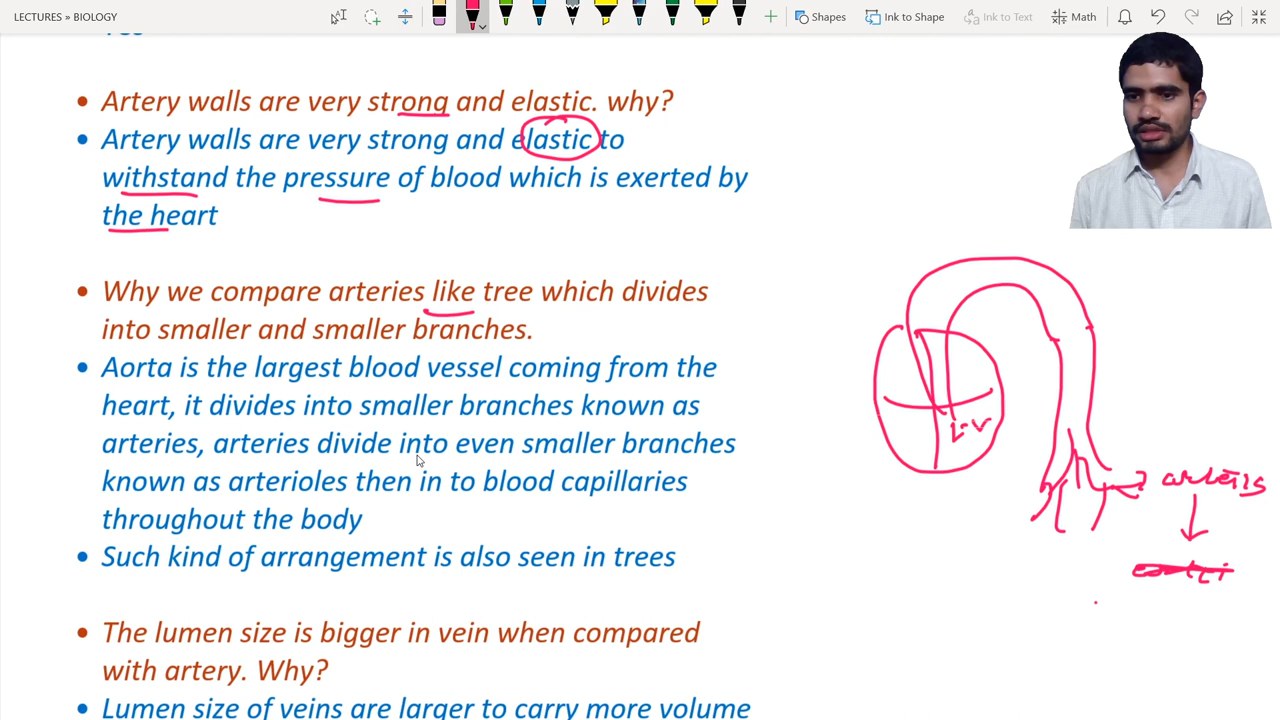 LECTURES » BIOLOGY
Shapes
Ink to Shape
Ink to Text
Math
Yes
• Artery walls are very strong and elastic. why?
• Artery walls are very strong and elastic to
withstand the pressure of blood which is exerted by
the heart
• Why we compare arteries like tree which divides
into smaller and smaller branches.
• Aorta is the largest blood vessel coming from the
heart, it divides into smaller branches known as
arteries, arteries divide into even smaller branches
known as arterioles then in to blood capillaries
throughout the body
• Such kind of arrangement is also seen in trees
• The lumen size is bigger in vein when compared
with artery. Why?
• Lumen size of veins are larger to carry more volume
L-V